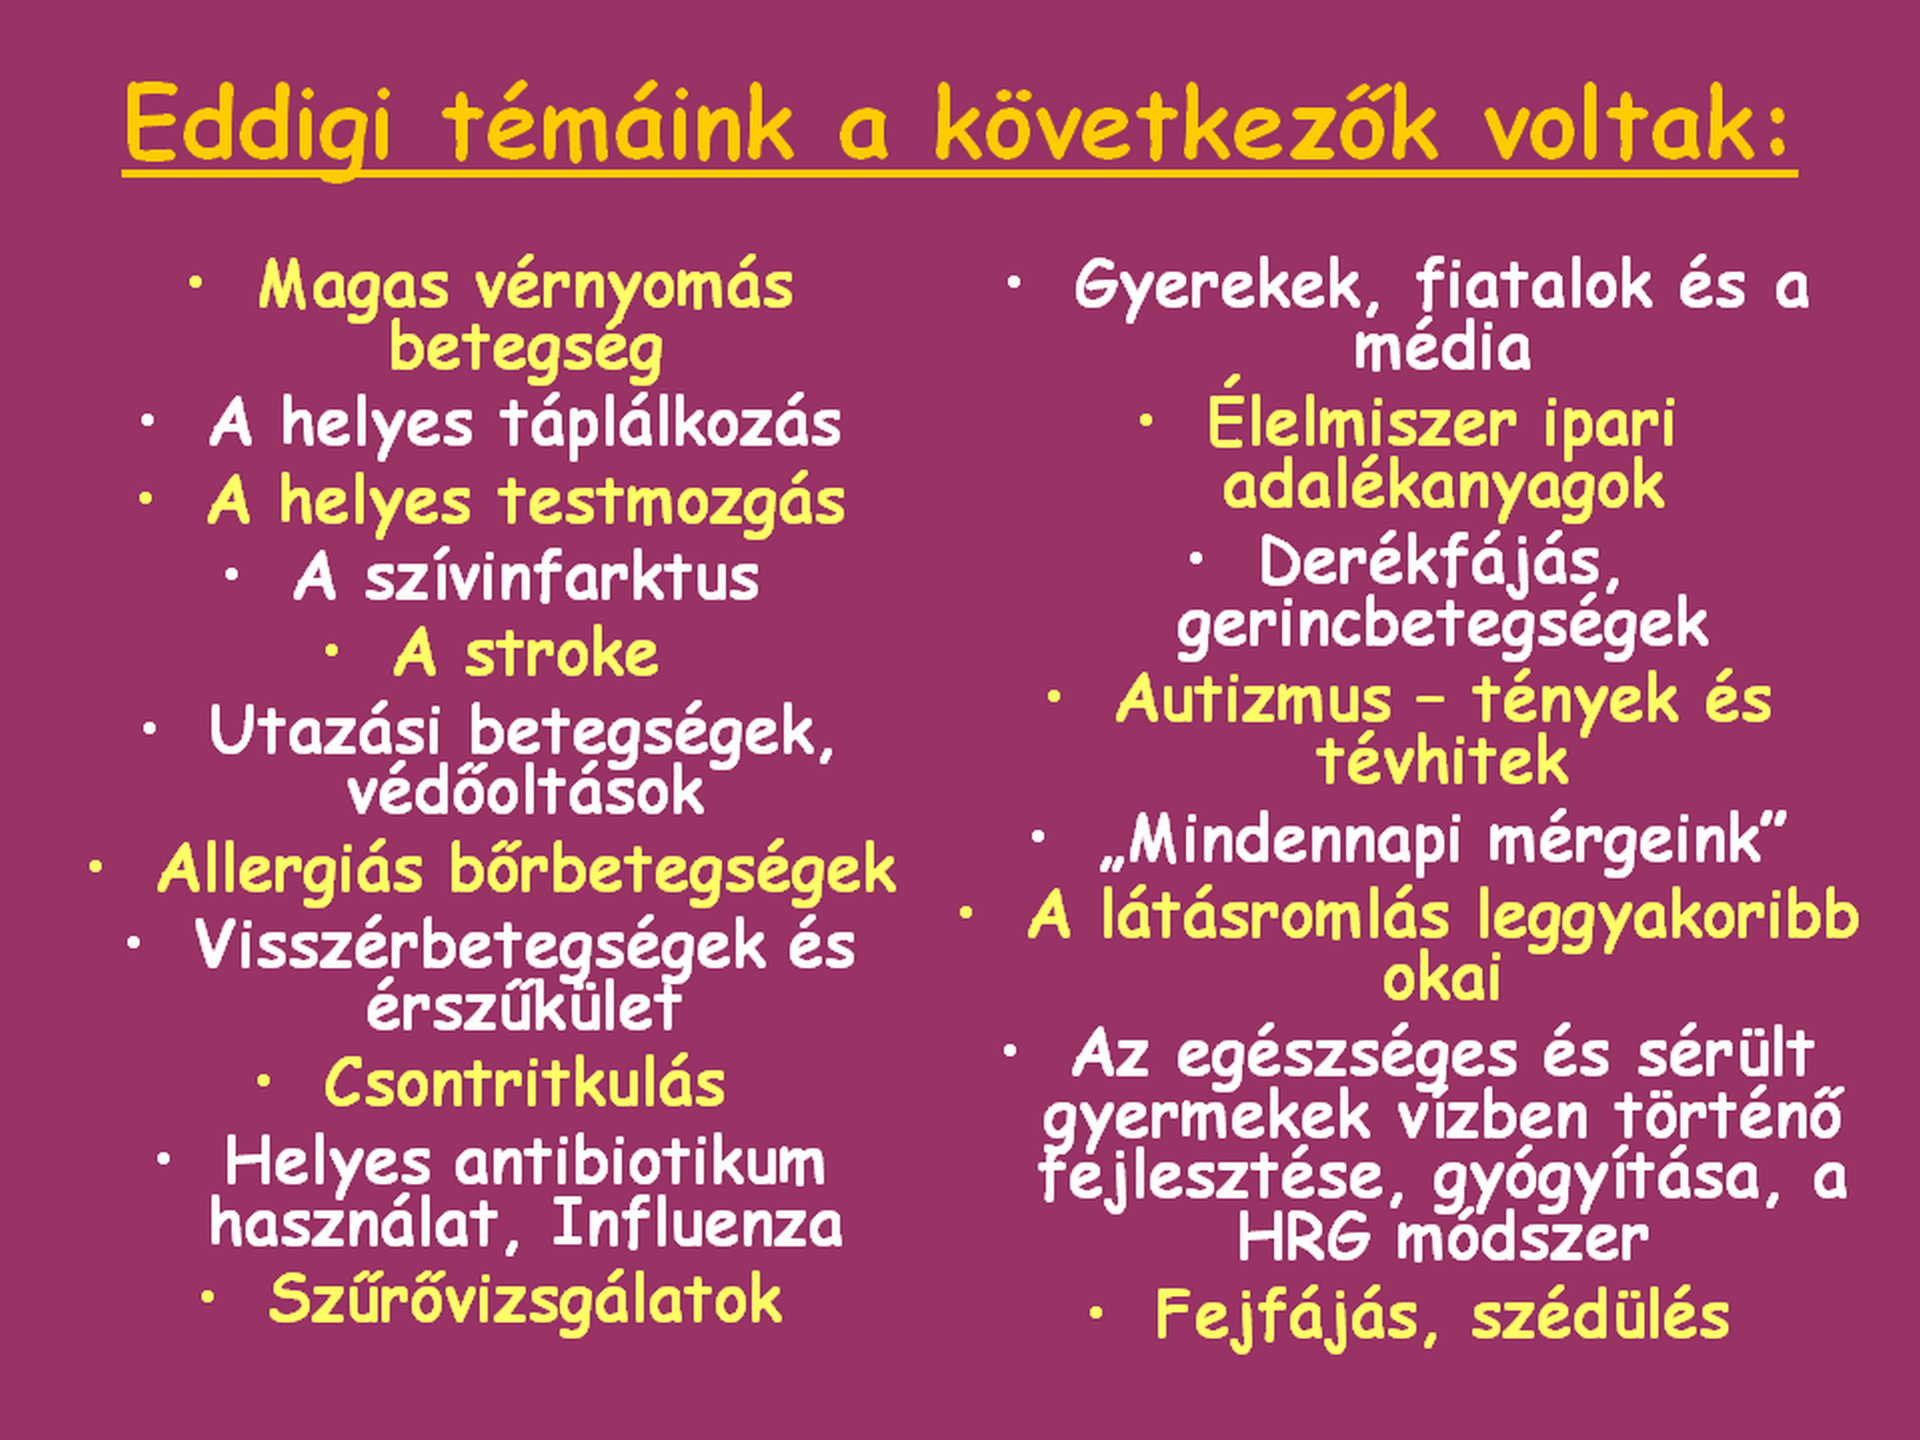 Eddigi témáink a következők voltak:
• Magas vérnyomás
betegség
• A helyes táplálkozás
• A helyes testmozgás
• A szívinfarktus
• A stroke
• Utazási betegségek,
védőoltások
• Allergiás bőrbetegségek
• Visszérbetegségek és
érszűkület
• Csontritkulás
• Helyes antibiotikum
használat, Influenza
• Szűrővizsgálatok
• Gyerekek, fiatalok és a
média
• Élelmiszer ipari
adalékanyagok
• Derékfájás,
gerincbetegségek
• Autizmus – tények és
tévhitek
• „Mindennapi mérgeink”
• A látásromlás leggyakoribb
okai
• Az egészséges és sérült
gyermekek vízben történő
fejlesztése, gyógyítása, a
HRG módszer
• Fejfájás, szédülés